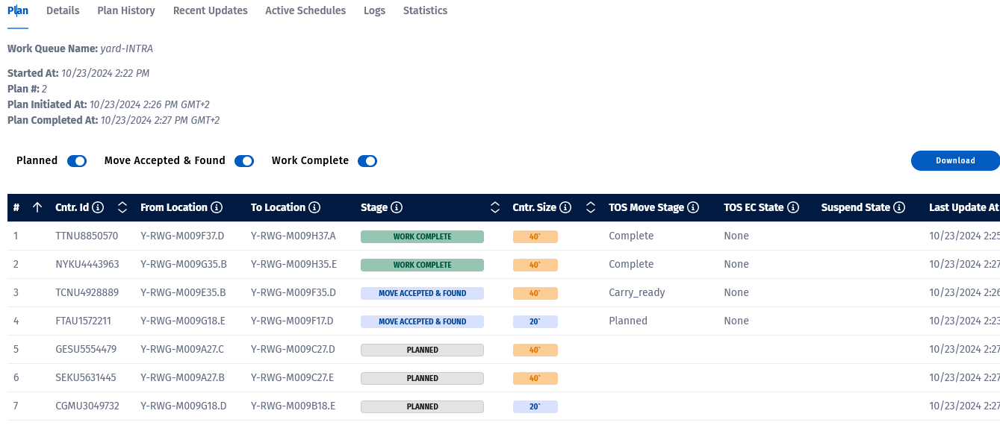 Plan Details Plan History Recent Updates Active Schedules Logs Statistics
Work Queue Name: yard-INTRA
Started At: 10/23/2024 2:22 PM
Plan #: 2
Plan Initiated At: 10/23/2024 2:26 PM GMT+2
Plan Completed At: 10/23/2024 2:27 PM GMT+2
Planned Move Accepted & Found Work Complete Download
# Cntr. Id From Location To Location Stage Cntr. Size TOS Move Stage TOS EC State Suspend State Last Update At
1 TTNU8850570 Y-RWG-M009F37.D Y-RWG-M009H37.A WORK COMPLETE 40` Complete None 10/23/2024 2:25
2 NYKU4443963 Y-RWG-M009G35.B Y-RWG-M009H35.E WORK COMPLETE 40` Complete None 10/23/2024 2:27
3 TCNU4928889 Y-RWG-M009E35.B Y-RWG-M009F35.D MOVE ACCEPTED & FOUND 40` Carry_ready None 10/23/2024 2:26
4 FTAU1572211 Y-RWG-M009G18.E Y-RWG-M009F17.D MOVE ACCEPTED & FOUND 20` Planned None 10/23/2024 2:23
5 GESU5554479 Y-RWG-M009A27.C Y-RWG-M009C27.D PLANNED 40` 10/23/2024 2:27
6 SEKU5631445 Y-RWG-M009A27.B Y-RWG-M009C27.E PLANNED 40` 10/23/2024 2:27
7 CGMU3049732 Y-RWG-M009G18.D Y-RWG-M009B18.E PLANNED 20` 10/23/2024 2:27